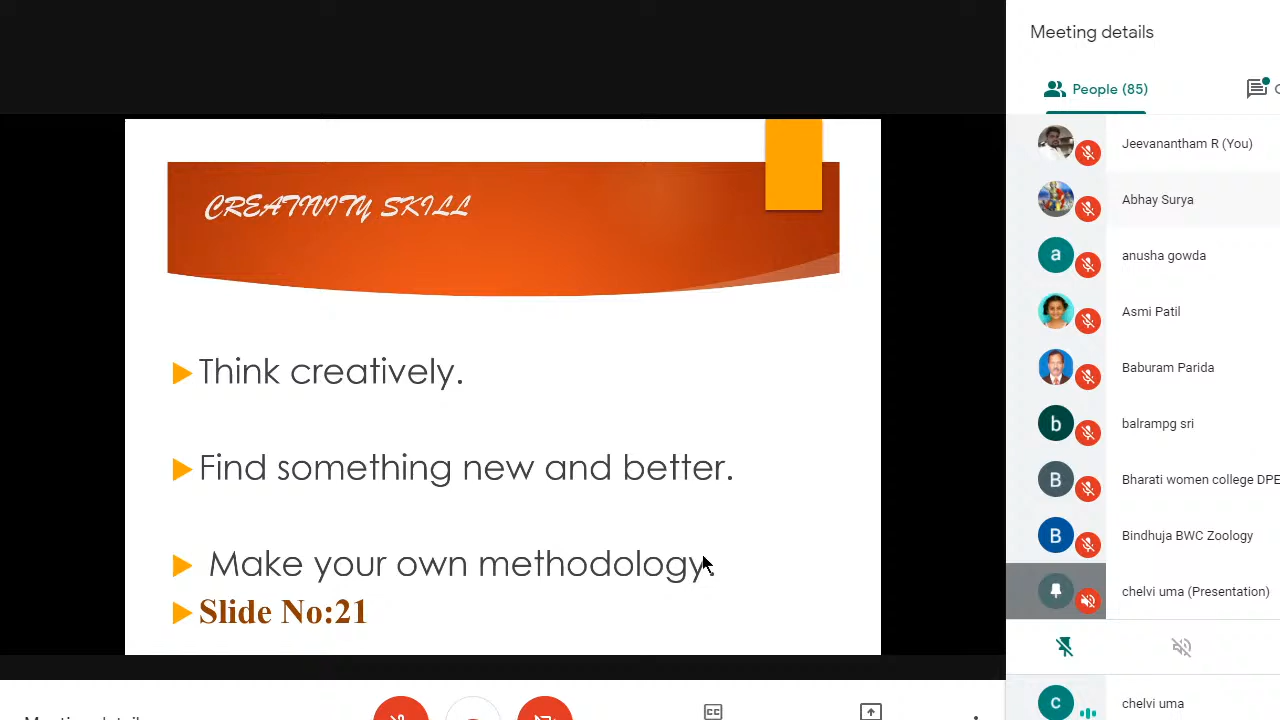 Meeting details
People (85)
CREATIVITY SKILL
Think creatively.
Find something new and better.
Make your own methodology.
Slide No:21
Jeevanantham R (You)
Abhay Surya
a
anusha gowda
Asmi Patil
Baburam Parida
b
balrampg sri
B
Bharati women college DPE
B
Bindhuja BWC Zoology
chelvi uma (Presentation)
c
chelvi uma
CC